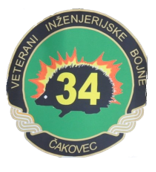 VETERANI INŽENJERIJSKE BOJNE
34
ČAKOVEC